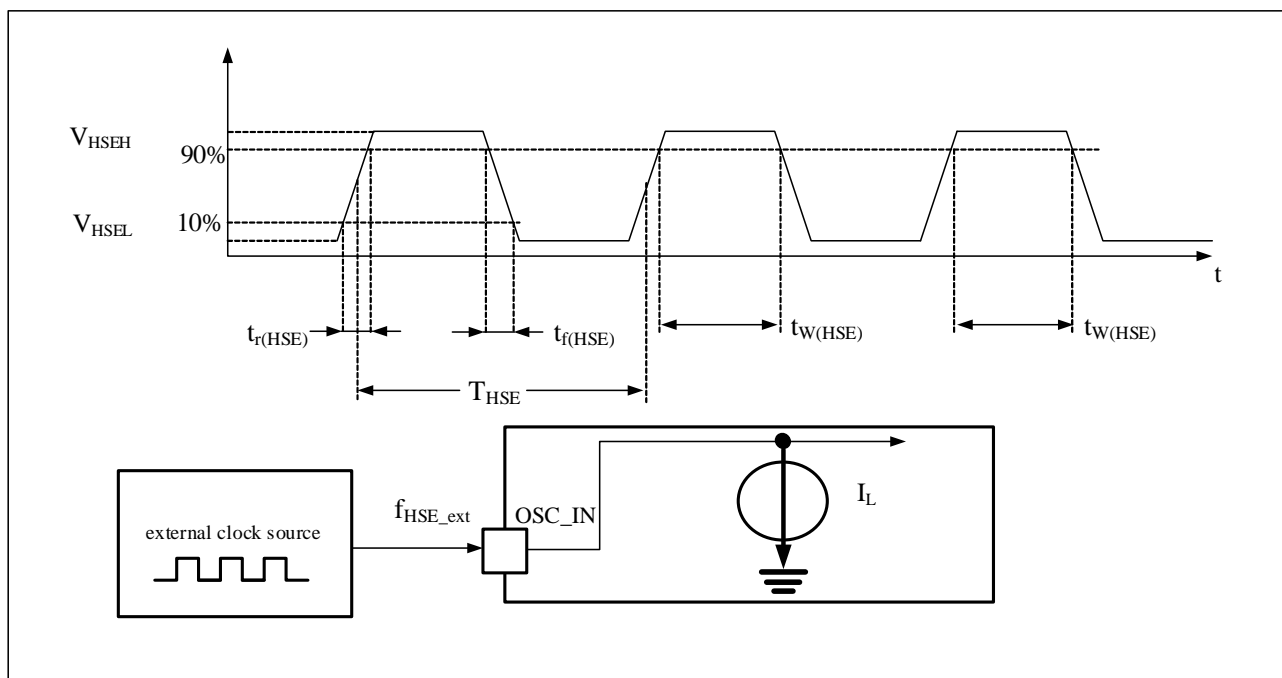 V_HSEH
90%
V_HSEL 10%
t
t_r(HSE) t_f(HSE) t_W(HSE) t_W(HSE)
T_HSE
external clock source
f_HSE_ext
OSC_IN
I_L